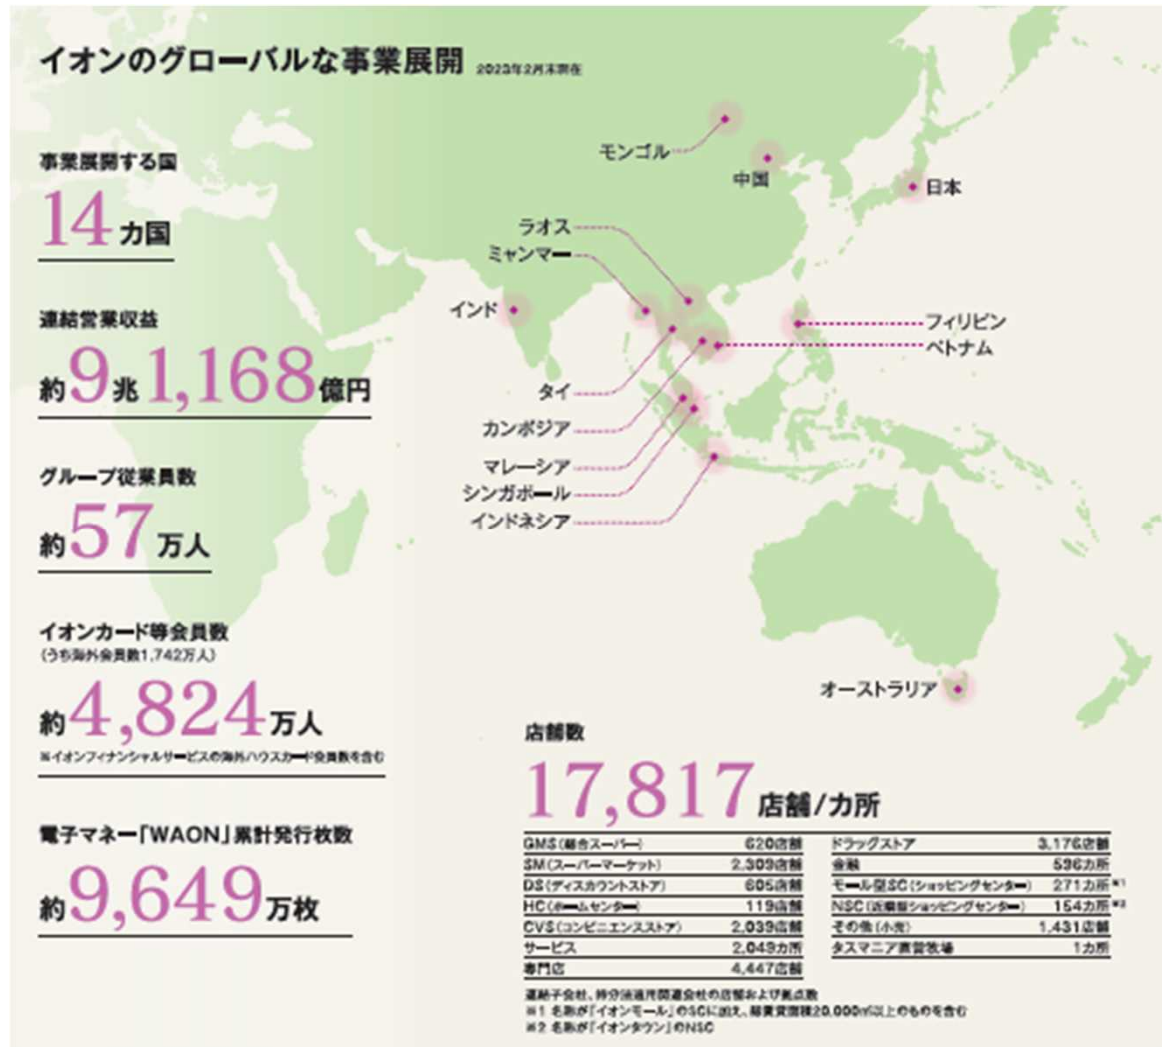 イオンのグローバルな事業展開 2023年2月末現在
事業展開する国
14カ国
連結営業収益
約9兆1,168億円
グループ従業員数
約57万人
イオンカード等会員数
(うち海外会員数1,742万人)
約4,824万人
※イオンフィナンシャルサービスの海外ハウスカード会員数を含む
電子マネー「WAON」累計発行枚数
約9,649万枚
モンゴル
中国
日本
ラオス
ミャンマー
インド
フィリピン
ベトナム
タイ
カンボジア
マレーシア
シンガポール
インドネシア
オーストラリア
店舗数
17,817店舗/カ所
GMS(総合スーパー) 620店舗
SM(スーパーマーケット) 2,309店舗
DS(ディスカウントストア) 605店舗
HC(ホームセンター) 119店舗
CVS(コンビニエンスストア) 2,039店舗
サービス 2,049カ所
専門店 4,447店舗
ドラッグストア 3,176店舗
金融 596カ所
モール型SC(ショッピングセンター) 271カ所※1
NSC(近隣型ショッピングセンター) 154カ所※2
その他(小売) 1,431店舗
タスマニア直営牧場 1カ所
連結子会社、持分法適用関連会社の店舗および拠点数
※1 名称が「イオンモール」のSCに加え、総賃貸面積20,000㎡以上のものを含む
※2 名称が「イオンタウン」のNSC